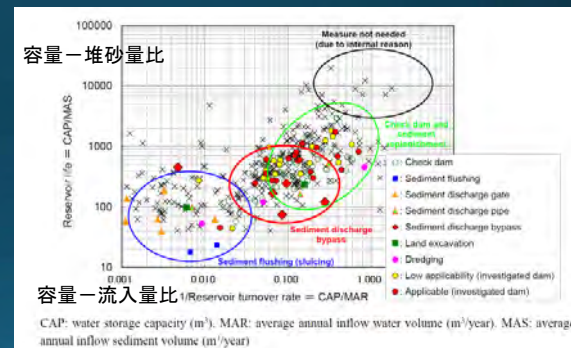 100000
容量－堆砂量比
Measure not needed
(due to internal reason)
10000
Check dam and
sediment
replenishment
1000
Reservoir life = CAP/MAS
100
Sediment discharge
bypass
Sediment flushing (sluicing)
10
0.001
0.010
0.100
1.000
容量－流入量比
1/Reservoir turnover rate = CAP/MAR
Check dam
Sediment flushing
Sediment discharge gate
Sediment discharge pipe
Sediment discharge bypass
Land excavation
Dredging
Low applicability (investigated dam)
Applicable (investigated dam)
CAP: water storage capacity (m³). MAR: average annual inflow water volume (m³/year). MAS: average
annual inflow sediment volume (m³/year)